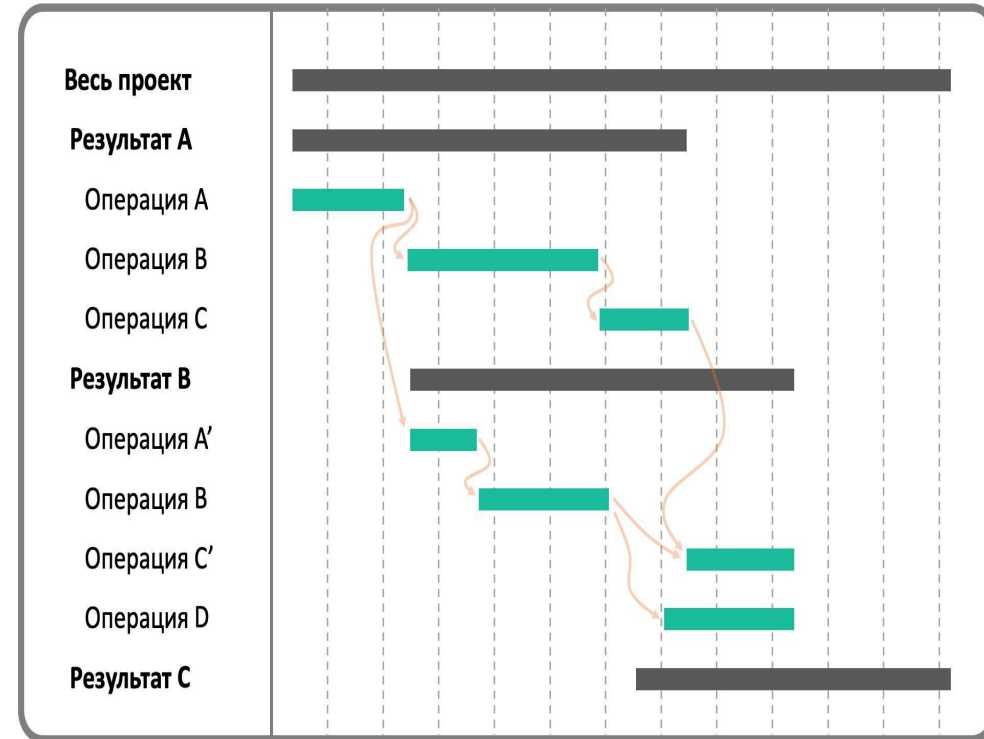 Весь проект
Результат А
Операция А
Операция В
Операция С
Результат В
Операция А’
Операция В
Операция С’
Операция D
Результат С